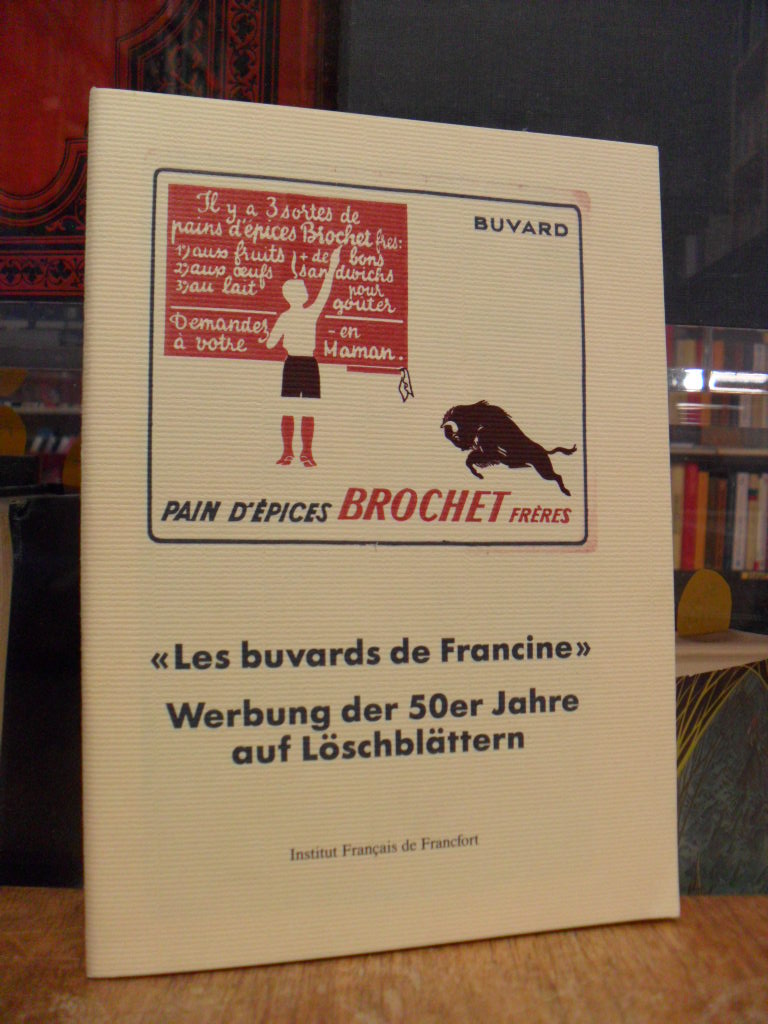 BUVARD
Il y a 3 sortes de
pains d'épices Brochet fres:
1) aux fruits + de bons
2) aux œufs sandwichs
3) au lait pour
goûter
Demandez - en
à votre Maman.
PAIN D'ÉPICES BROCHET FRÈRES
«Les buvards de Francine»
Werbung der 50er Jahre
auf Löschblättern
Institut Français de Francfort